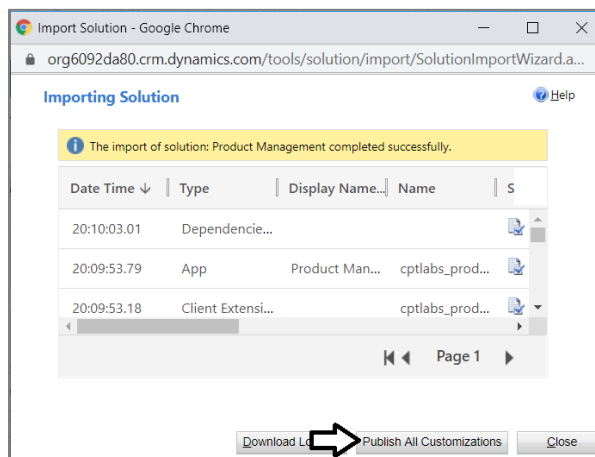 Import Solution - Google Chrome
org6092da80.crm.dynamics.com/tools/solution/import/SolutionImportWizard.a...
Importing Solution
Help
The import of solution: Product Management completed successfully.
Date Time Type Display Name... Name S
20:10:03.01 Dependencie...
20:09:53.79 App Product Man... cptlabs_prod...
20:09:53.18 Client Extensi... cptlabs_prod...
Page 1
Download Lo Publish All Customizations Close